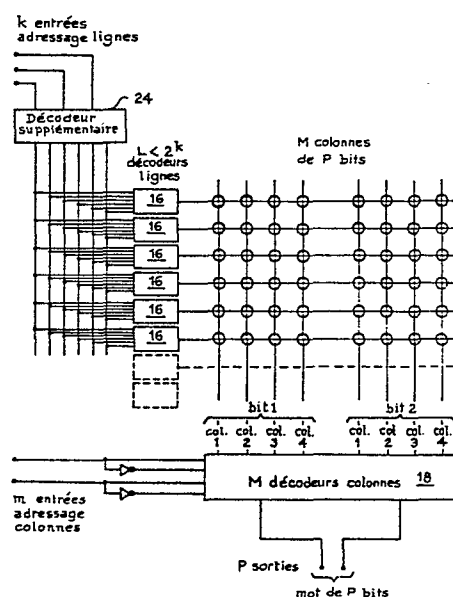 k entrées
adressage lignes
24
Décodeur
supplémentaire
L < 2^k
décodeurs
lignes
M colonnes
de P bits
16
16
16
16
16
16
bit 1
bit 2
col. 1
col. 2
col. 3
col. 4
col. 1
col. 2
col. 3
col. 4
m entrées
adressage
colonnes
M décodeurs colonnes 18
P sorties
mot de P bits